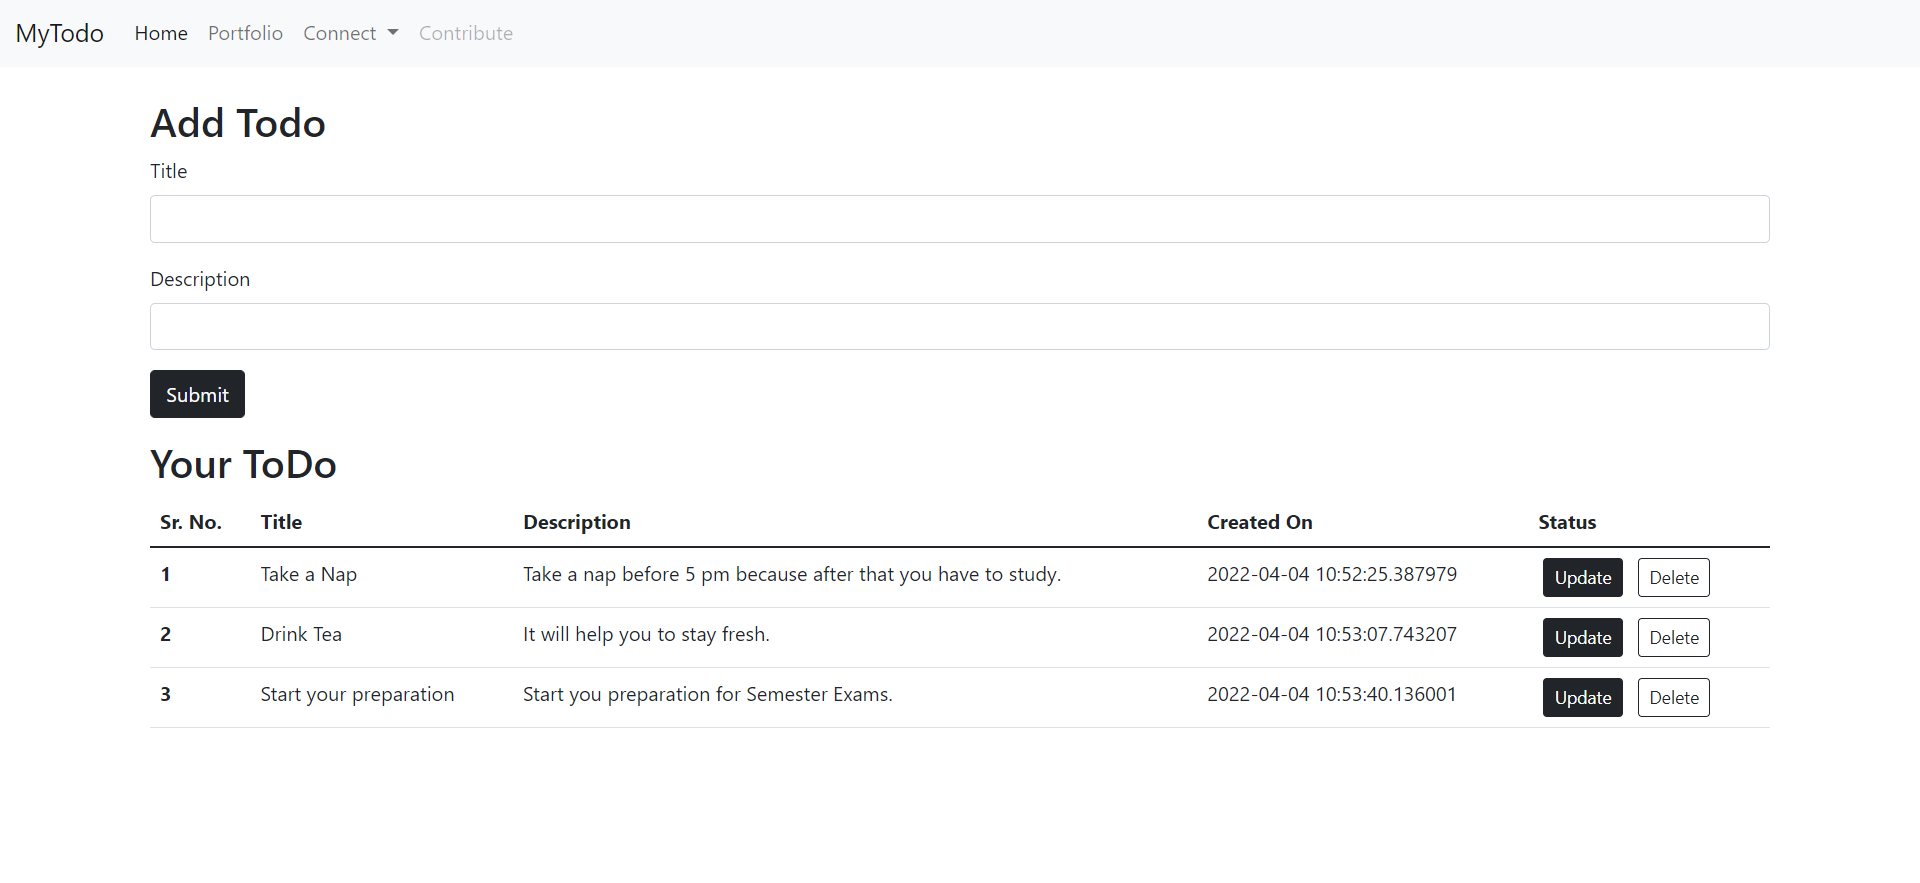 MyTodo Home Portfolio Connect Contribute
Add Todo
Title
Description
Submit
Your ToDo
Sr. No. Title Description Created On Status
1 Take a Nap Take a nap before 5 pm because after that you have to study. 2022-04-04 10:52:25.387979 Update Delete
2 Drink Tea It will help you to stay fresh. 2022-04-04 10:53:07.743207 Update Delete
3 Start your preparation Start you preparation for Semester Exams. 2022-04-04 10:53:40.136001 Update Delete